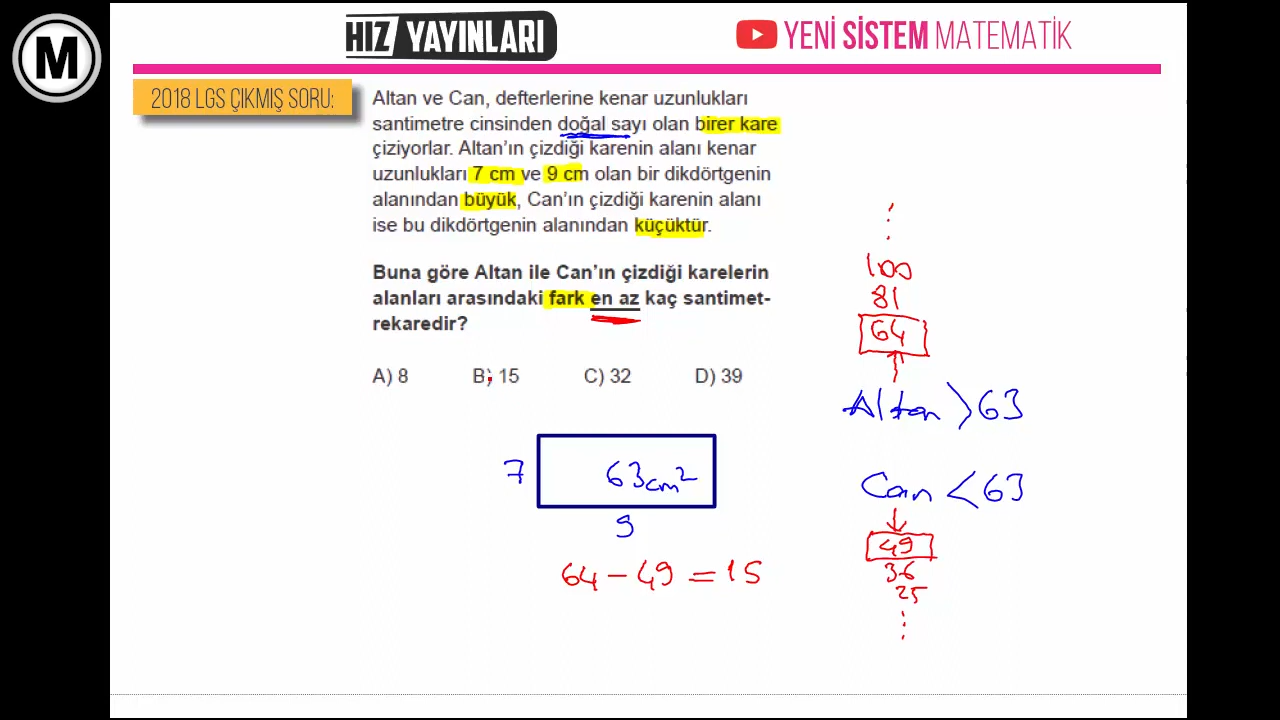 M
HIZ YAYINLARI
YENİ SİSTEM MATEMATİK
2018 LGS ÇIKMIŞ SORU:
Altan ve Can, defterlerine kenar uzunlukları
santimetre cinsinden doğal sayı olan birer kare
çiziyorlar. Altan’ın çizdiği karenin alanı kenar
uzunlukları 7 cm ve 9 cm olan bir dikdörtgenin
alanından büyük, Can’ın çizdiği karenin alanı
ise bu dikdörtgenin alanından küçüktür.
Buna göre Altan ile Can’ın çizdiği karelerin
alanları arasındaki fark en az kaç santimet-
rekaredir?
A) 8 B) 15 C) 32 D) 39
7
63cm²
9
64 - 49 = 15
100
81
64
Altan > 63
Can < 63
49
36
25